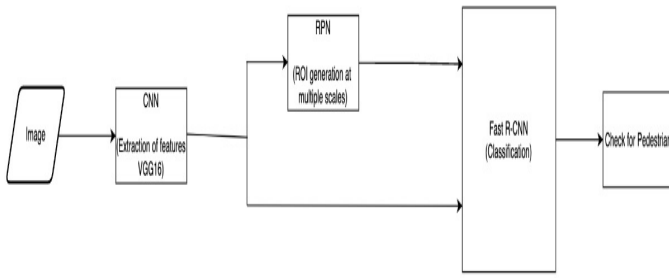 Image
CNN
(Extraction of features
VGG16)
RPN
(ROI generation at
multiple scales)
Fast R-CNN
(Classification)
Check for Pedestrian